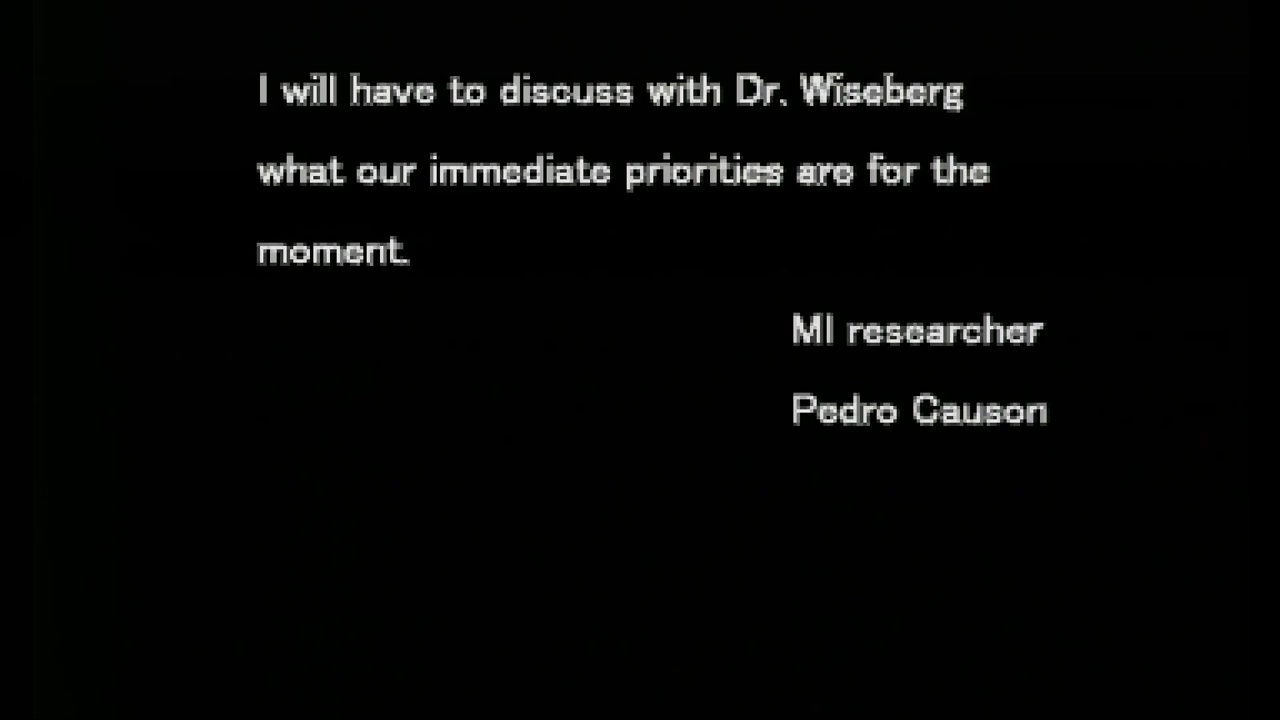 I will have to discuss with Dr. Wiseberg
what our immediate priorities are for the
moment.
MI researcher
Pedro Causon